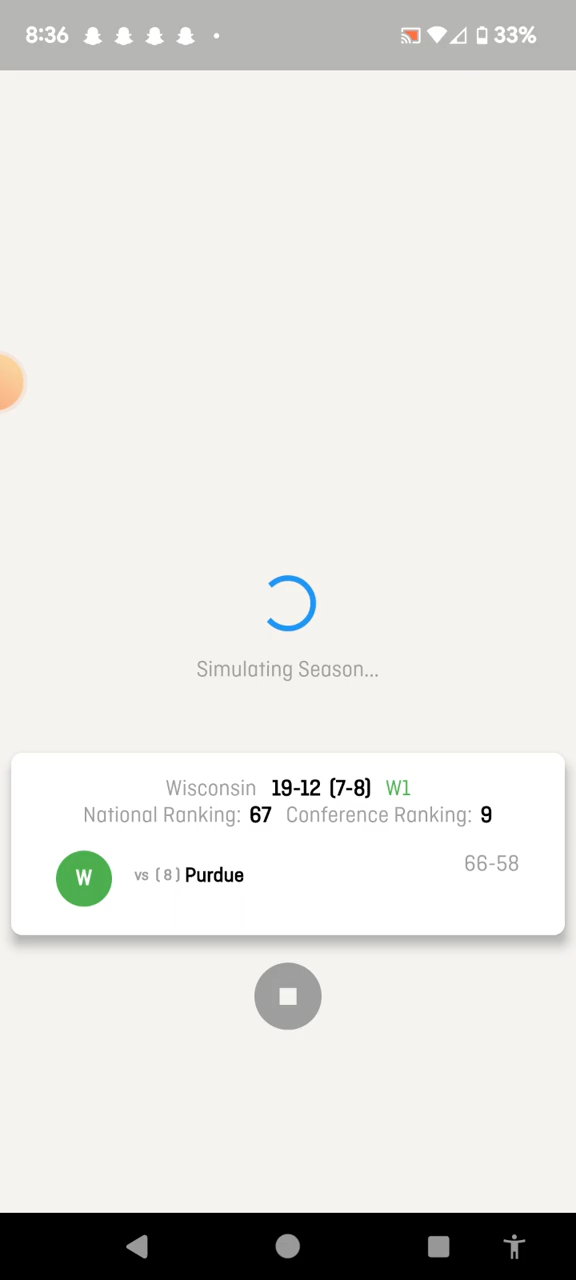 8:36 33%
Simulating Season...
Wisconsin 19-12 (7-8) W1
National Ranking: 67 Conference Ranking: 9
W vs (8) Purdue 66-58